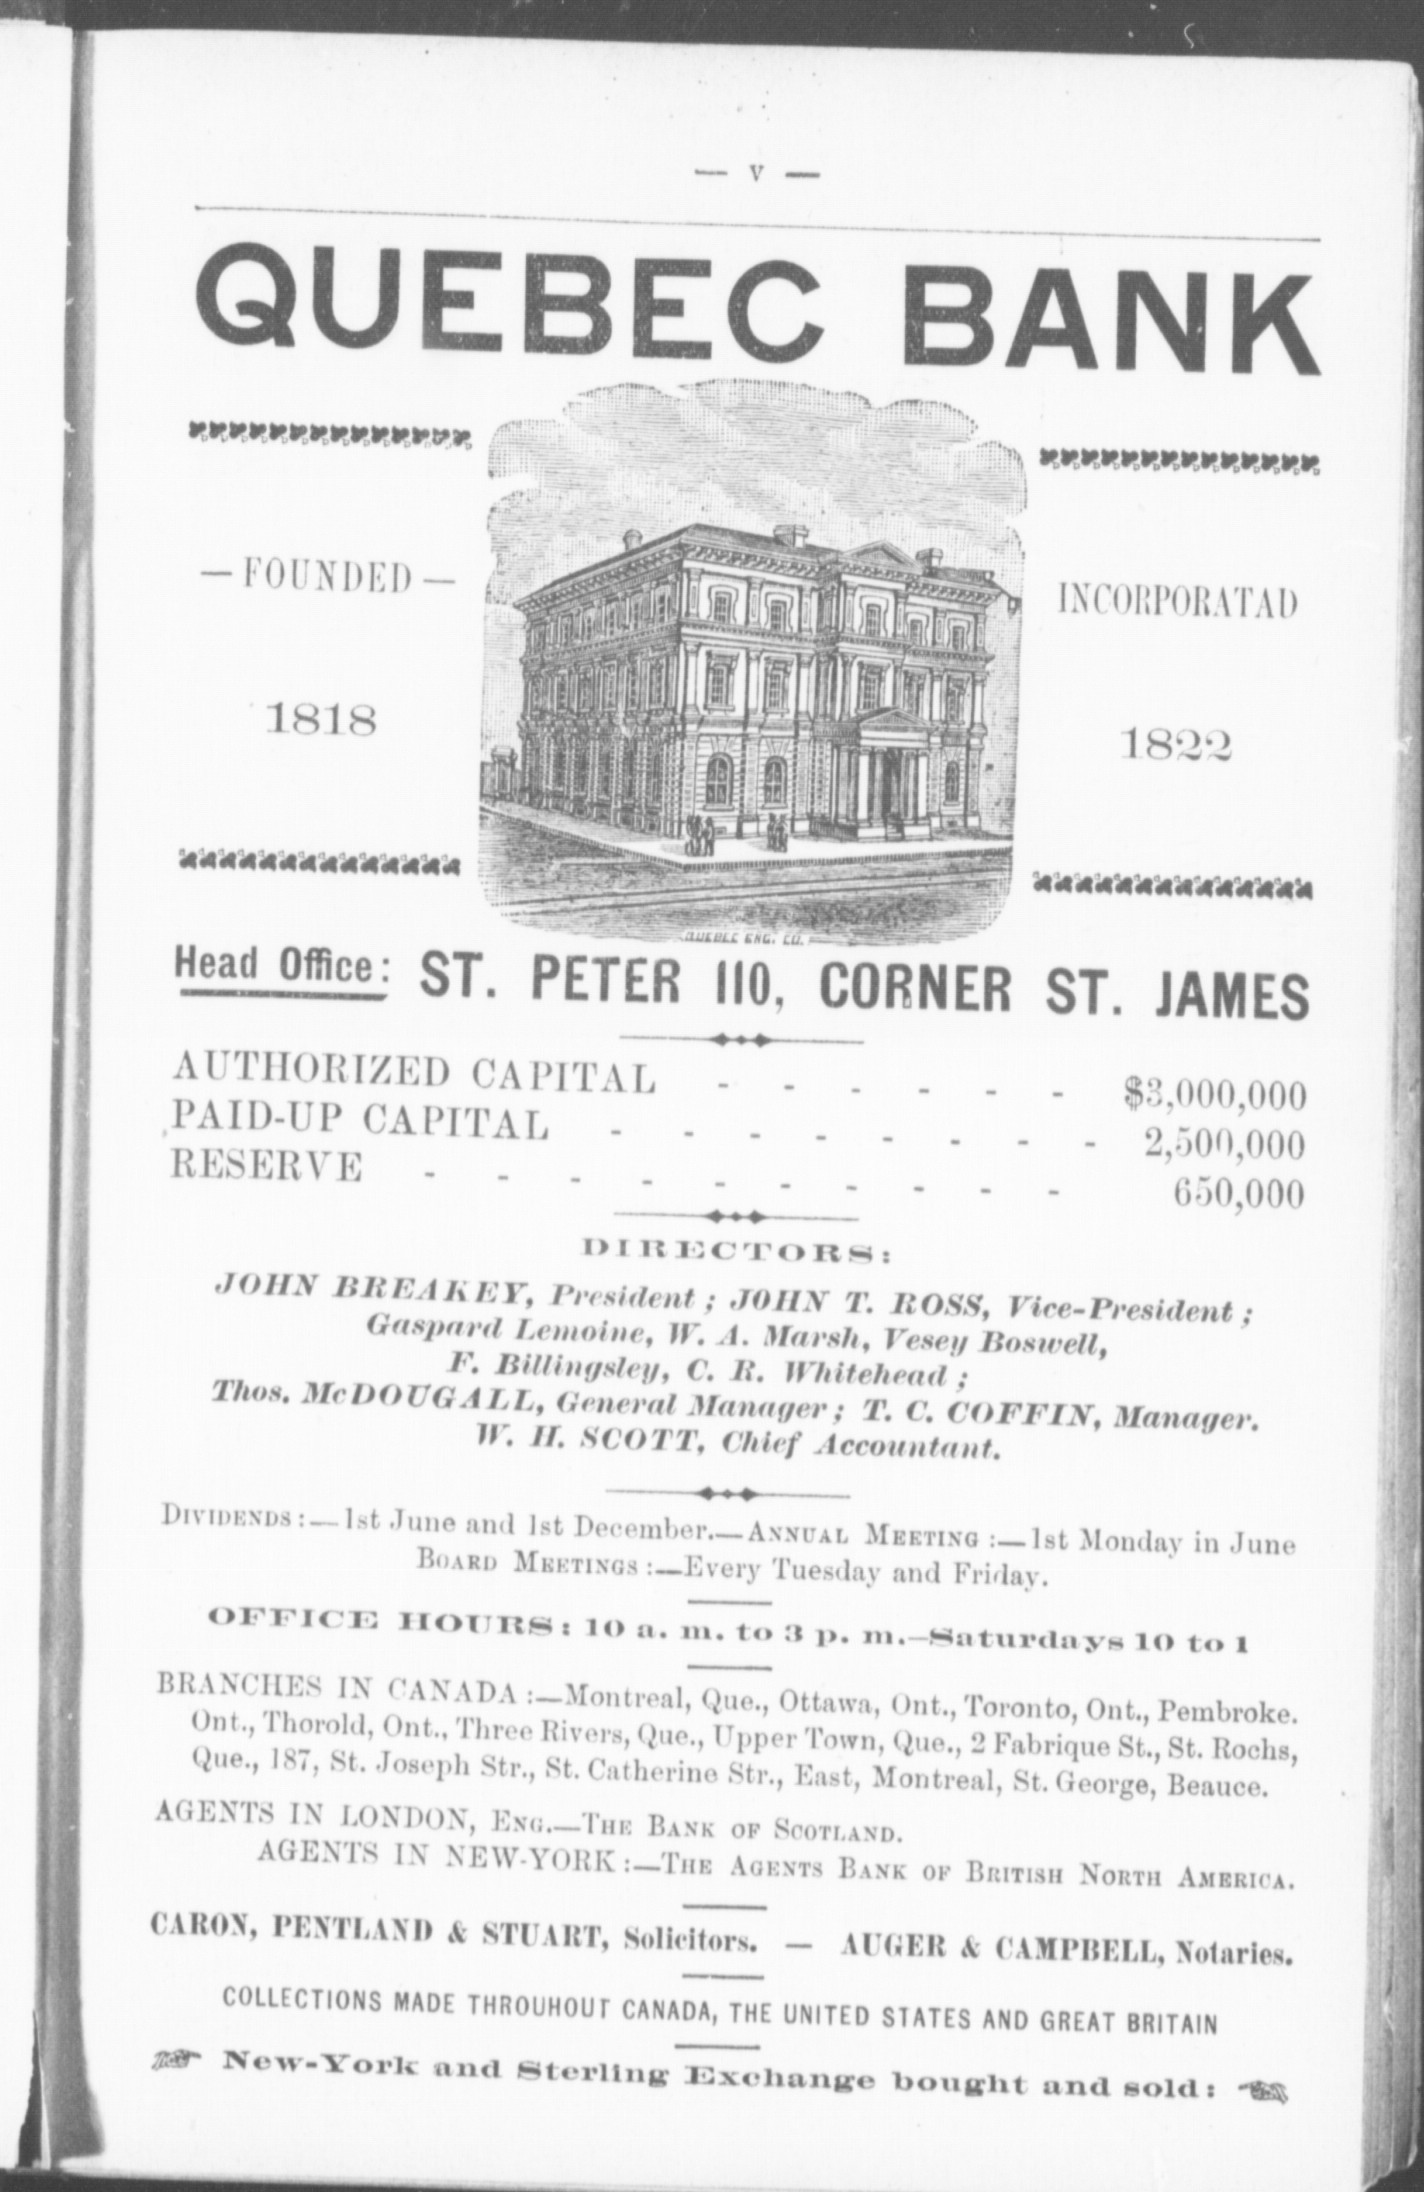 — v —
QUEBEC BANK
— FOUNDED —
1818
INCORPORATAD
1822
QUEBEC ENG. CO.
Head Office: ST. PETER 110, CORNER ST. JAMES
AUTHORIZED CAPITAL - - - - - - $3,000,000
PAID-UP CAPITAL - - - - - - - - 2,500,000
RESERVE - - - - - - - - - - 650,000
DIRECTORS:
JOHN BREAKEY, President; JOHN T. ROSS, Vice-President;
Gaspard Lemoine, W. A. Marsh, Vesey Boswell,
F. Billingsley, C. R. Whitehead;
Thos. McDOUGALL, General Manager; T. C. COFFIN, Manager.
W. H. SCOTT, Chief Accountant.
DIVIDENDS:—1st June and 1st December.—ANNUAL MEETING:—1st Monday in June
BOARD MEETINGS:—Every Tuesday and Friday.
OFFICE HOURS: 10 a. m. to 3 p. m.—Saturdays 10 to 1
BRANCHES IN CANADA:—Montreal, Que., Ottawa, Ont., Toronto, Ont., Pembroke.
Ont., Thorold, Ont., Three Rivers, Que., Upper Town, Que., 2 Fabrique St., St. Rochs,
Que., 187, St. Joseph Str., St. Catherine Str., East, Montreal, St. George, Beauce.
AGENTS IN LONDON, ENG.—THE BANK OF SCOTLAND.
AGENTS IN NEW-YORK:—THE AGENTS BANK OF BRITISH NORTH AMERICA.
CARON, PENTLAND & STUART, Solicitors. — AUGER & CAMPBELL, Notaries.
COLLECTIONS MADE THROUHOUT CANADA, THE UNITED STATES AND GREAT BRITAIN
New-York and Sterling Exchange bought and sold: